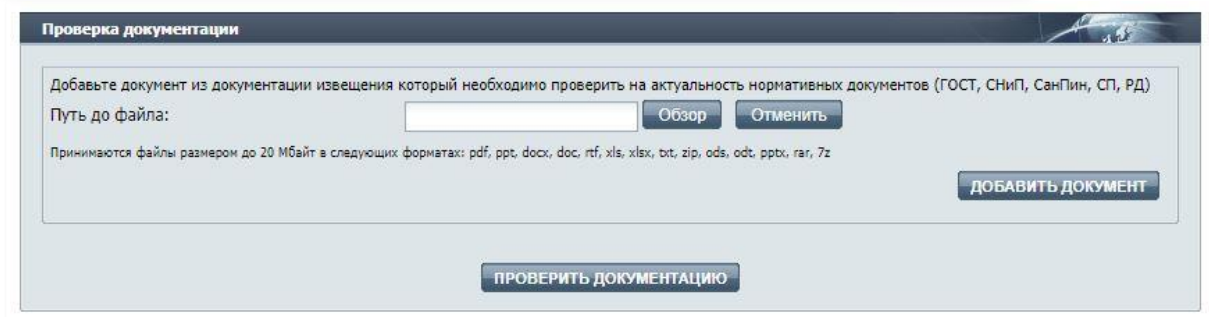 Проверка документации
Добавьте документ из документации извещения который необходимо проверить на актуальность нормативных документов (ГОСТ, СНиП, СанПин, СП, РД)
Путь до файла: Обзор Отменить
Принимаются файлы размером до 20 Мбайт в следующих форматах: pdf, ppt, docx, doc, rtf, xls, xlsx, txt, zip, ods, odt, pptx, rar, 7z
ДОБАВИТЬ ДОКУМЕНТ
ПРОВЕРИТЬ ДОКУМЕНТАЦИЮ